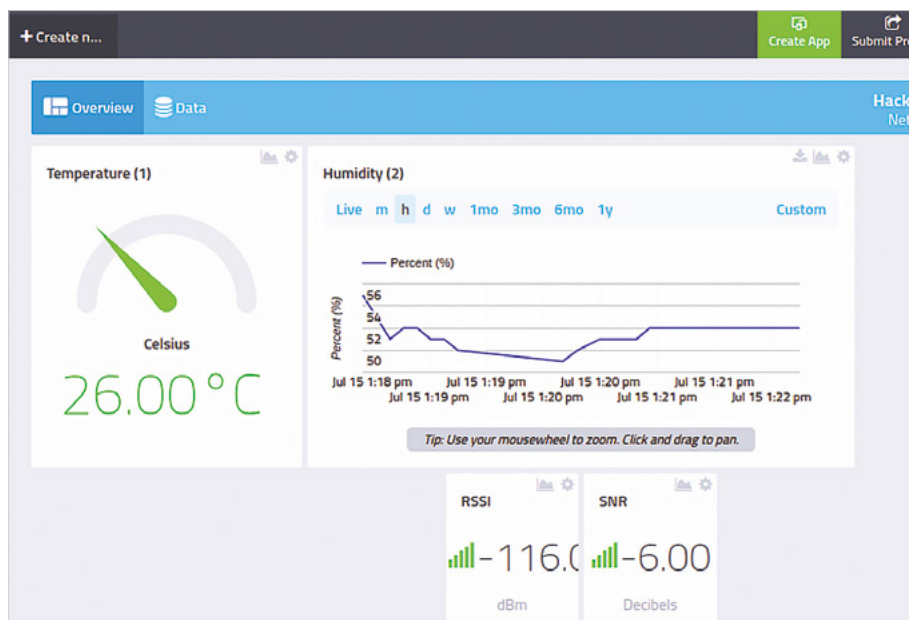 + Create n...
Create App
Submit Pr
Overview
Data
Hack
Net
Temperature (1)
Celsius
26.00°C
Humidity (2)
Live m h d w 1mo 3mo 6mo 1y Custom
Percent (%)
Percent (%)
56
54
52
50
Jul 15 1:18 pm Jul 15 1:19 pm Jul 15 1:20 pm Jul 15 1:21 pm
Jul 15 1:19 pm Jul 15 1:20 pm Jul 15 1:21 pm Jul 15 1:22 pm
Tip: Use your mousewheel to zoom. Click and drag to pan.
RSSI
-116.0
dBm
SNR
-6.00
Decibels